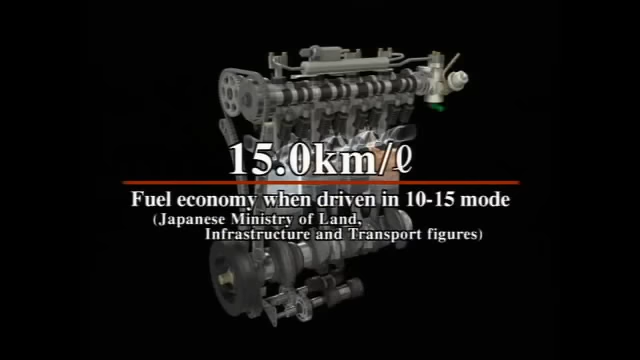 15.0km/ℓ
Fuel economy when driven in 10-15 mode
(Japanese Ministry of Land,
Infrastructure and Transport figures)